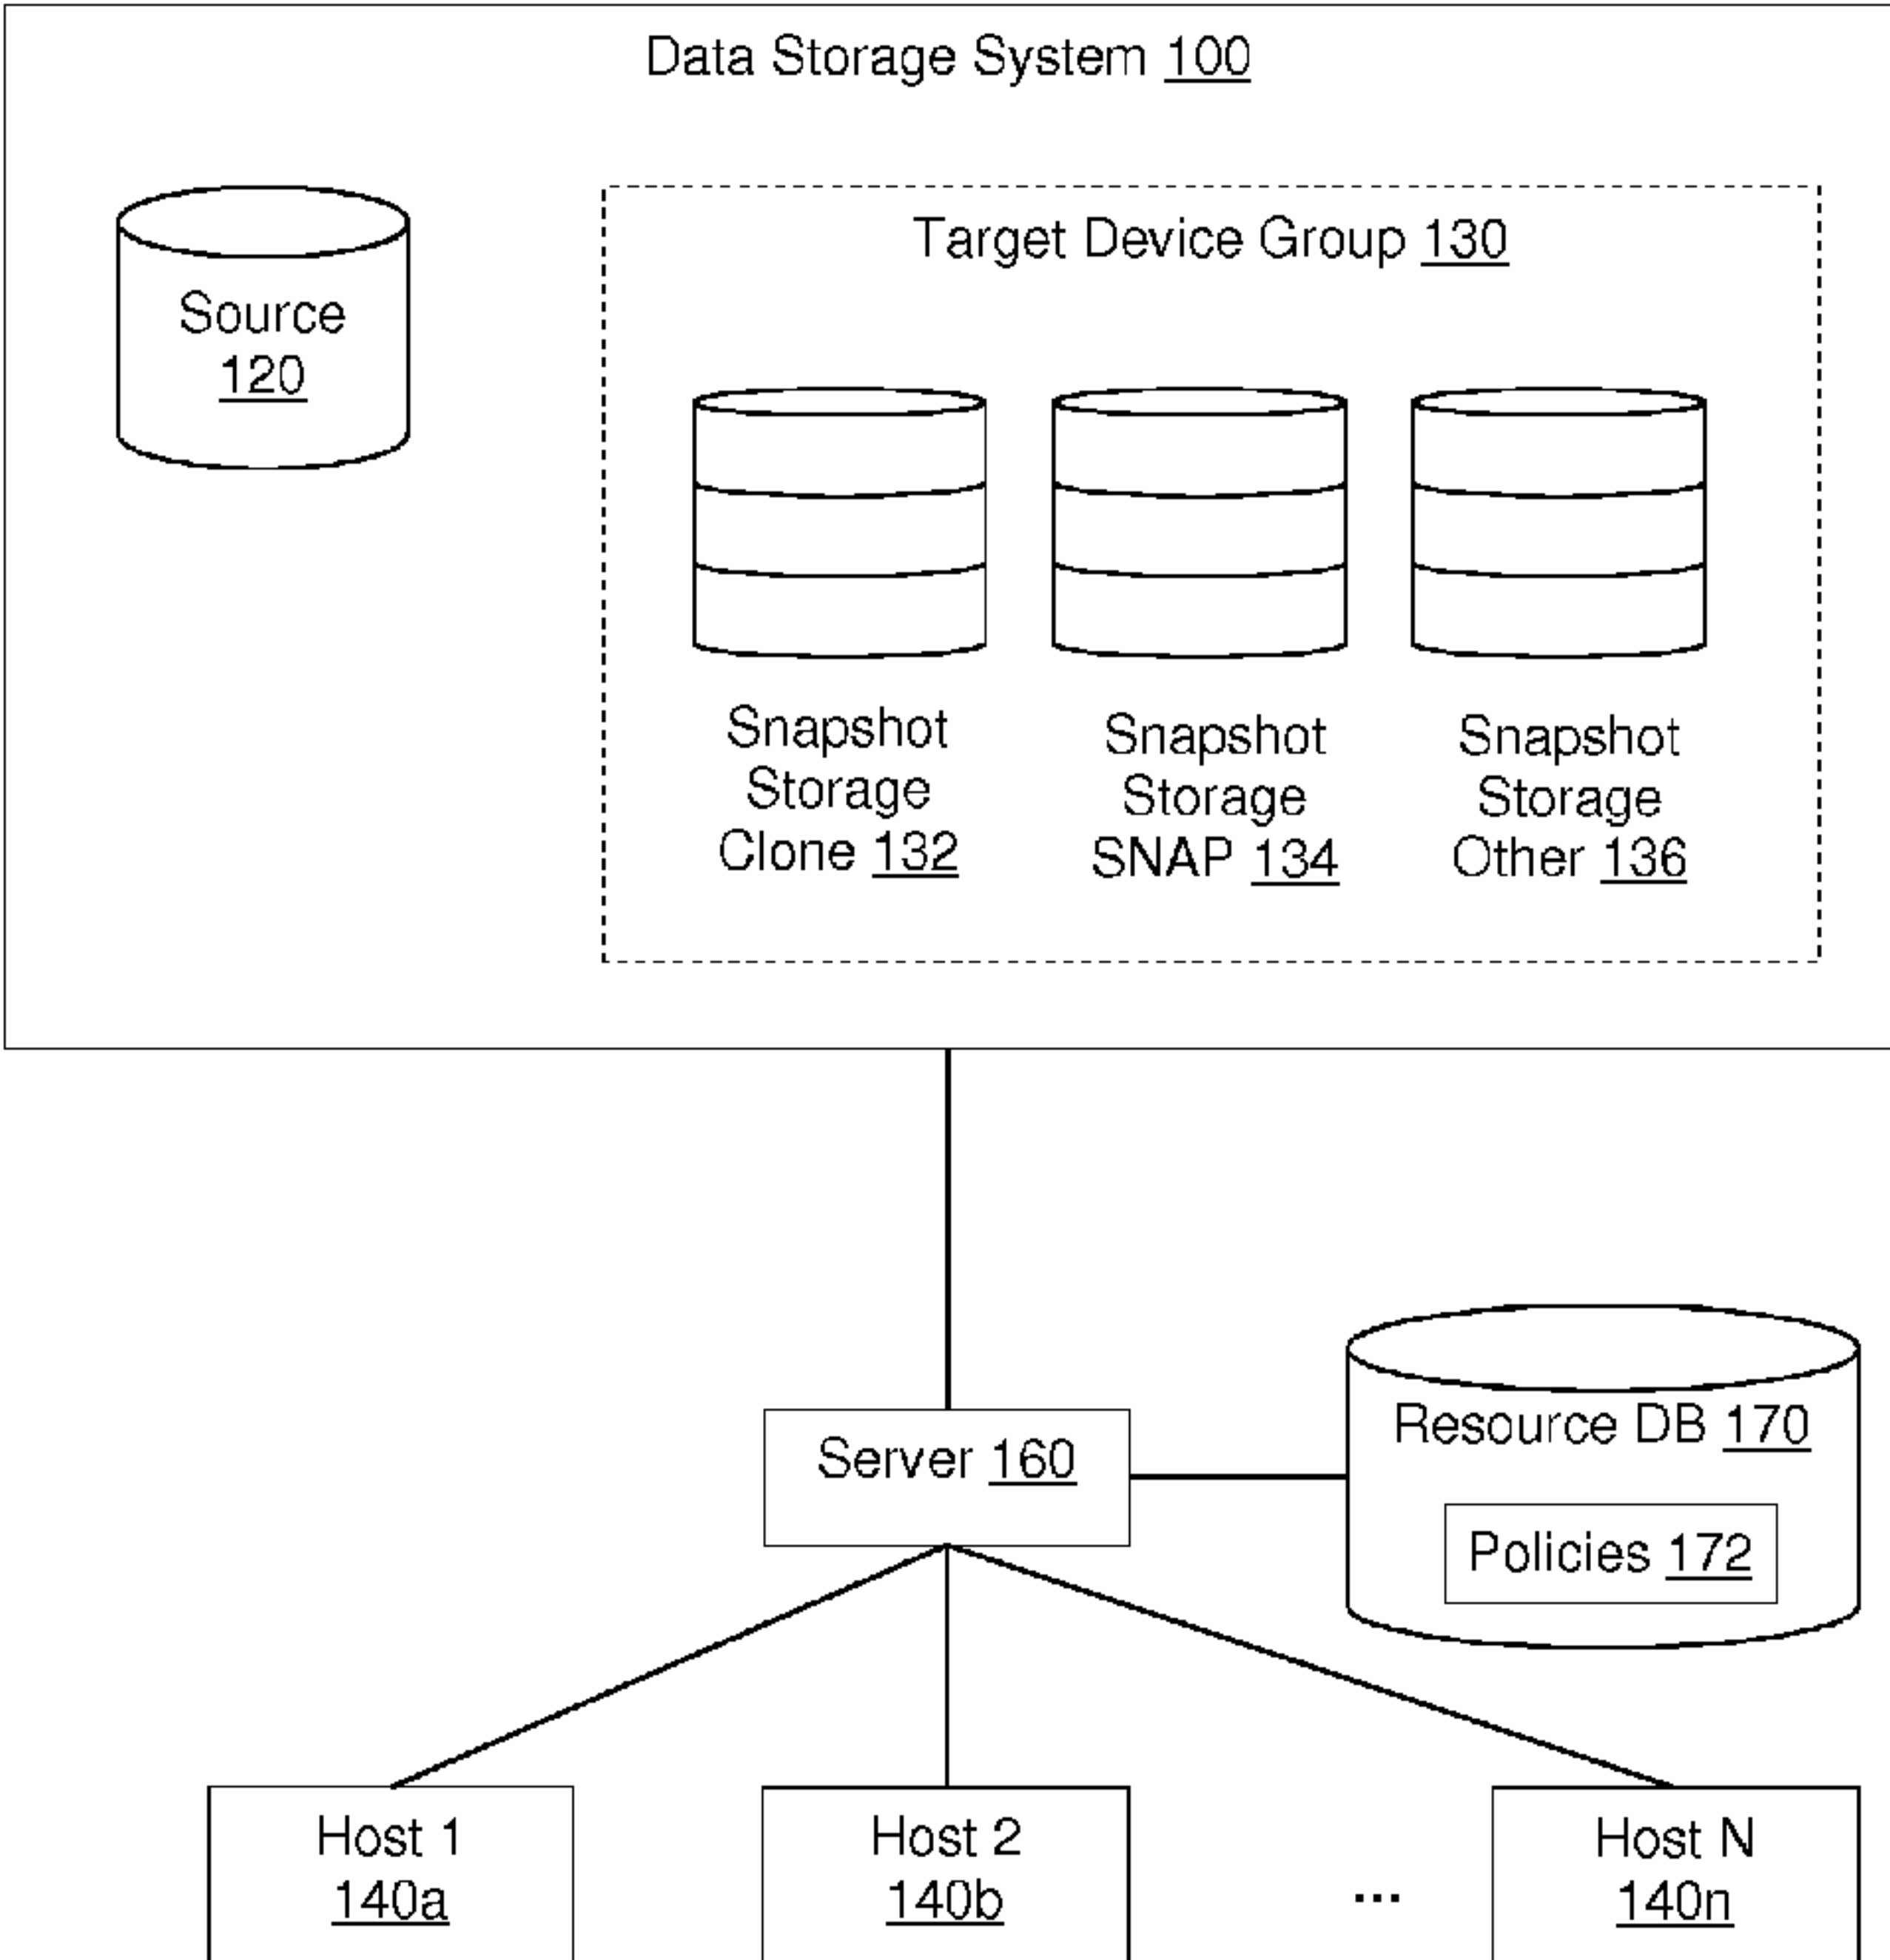 Data Storage System 100
Source
120
Target Device Group 130
Snapshot
Storage
Clone 132
Snapshot
Storage
SNAP 134
Snapshot
Storage
Other 136
Server 160
Resource DB 170
Policies 172
Host 1
140a
Host 2
140b
...
Host N
140n